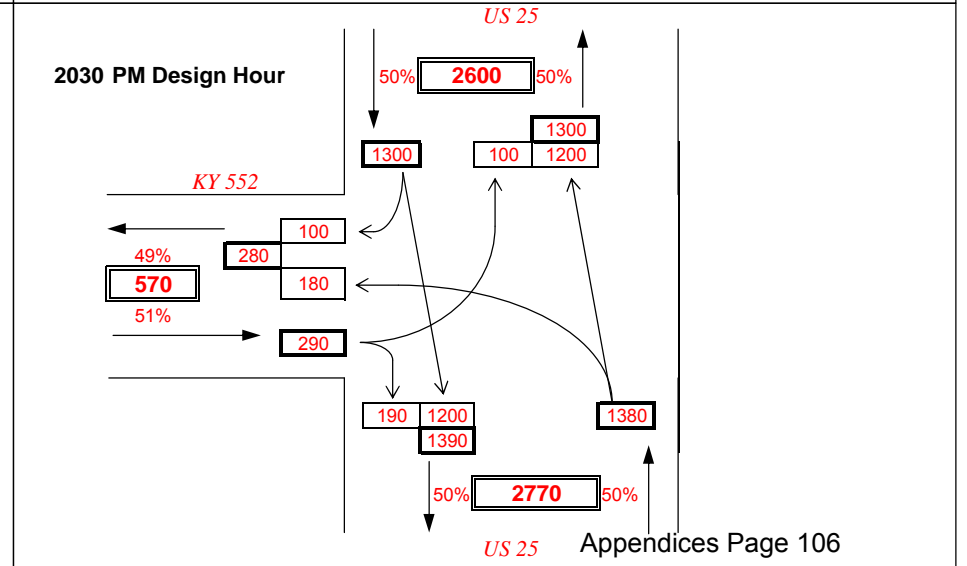 US 25
2030 PM Design Hour
50% 2600 50%
1300
1300 100 1200
KY 552
100
49% 280
570 180
51%
290
190 1200 1380
1390
50% 2770 50%
US 25 Appendices Page 106